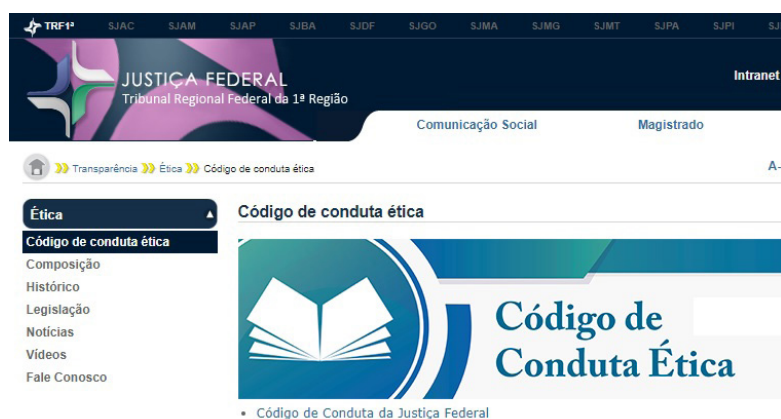 TRF1ª SJAC SJAM SJAP SJBA SJDF SJGO SJMA SJMG SJMT SJPA SJPI SJ
JUSTIÇA FEDERAL
Tribunal Regional Federal da 1ª Região
Intranet
Comunicação Social Magistrado
Transparência Ética Código de conduta ética A-
Ética
Código de conduta ética
Composição
Histórico
Legislação
Notícias
Vídeos
Fale Conosco
Código de conduta ética
Código de
Conduta Ética
• Código de Conduta da Justiça Federal